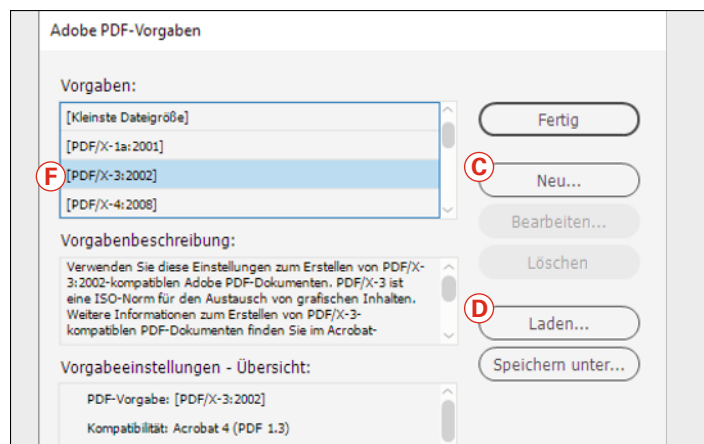 Adobe PDF-Vorgaben
Vorgaben:
[Kleinste Dateigröße]
[PDF/X-1a:2001]
F [PDF/X-3:2002]
[PDF/X-4:2008]
Fertig
C Neu...
Bearbeiten...
Löschen
D Laden...
Speichern unter...
Vorgabenbeschreibung:
Verwenden Sie diese Einstellungen zum Erstellen von PDF/X-
3:2002-kompatiblen Adobe PDF-Dokumenten. PDF/X-3 ist
eine ISO-Norm für den Austausch von grafischen Inhalten.
Weitere Informationen zum Erstellen von PDF/X-3-
kompatiblen PDF-Dokumenten finden Sie im Acrobat-
Vorgabeeinstellungen - Übersicht:
PDF-Vorgabe: [PDF/X-3:2002]
Kompatibilität: Acrobat 4 (PDF 1.3)